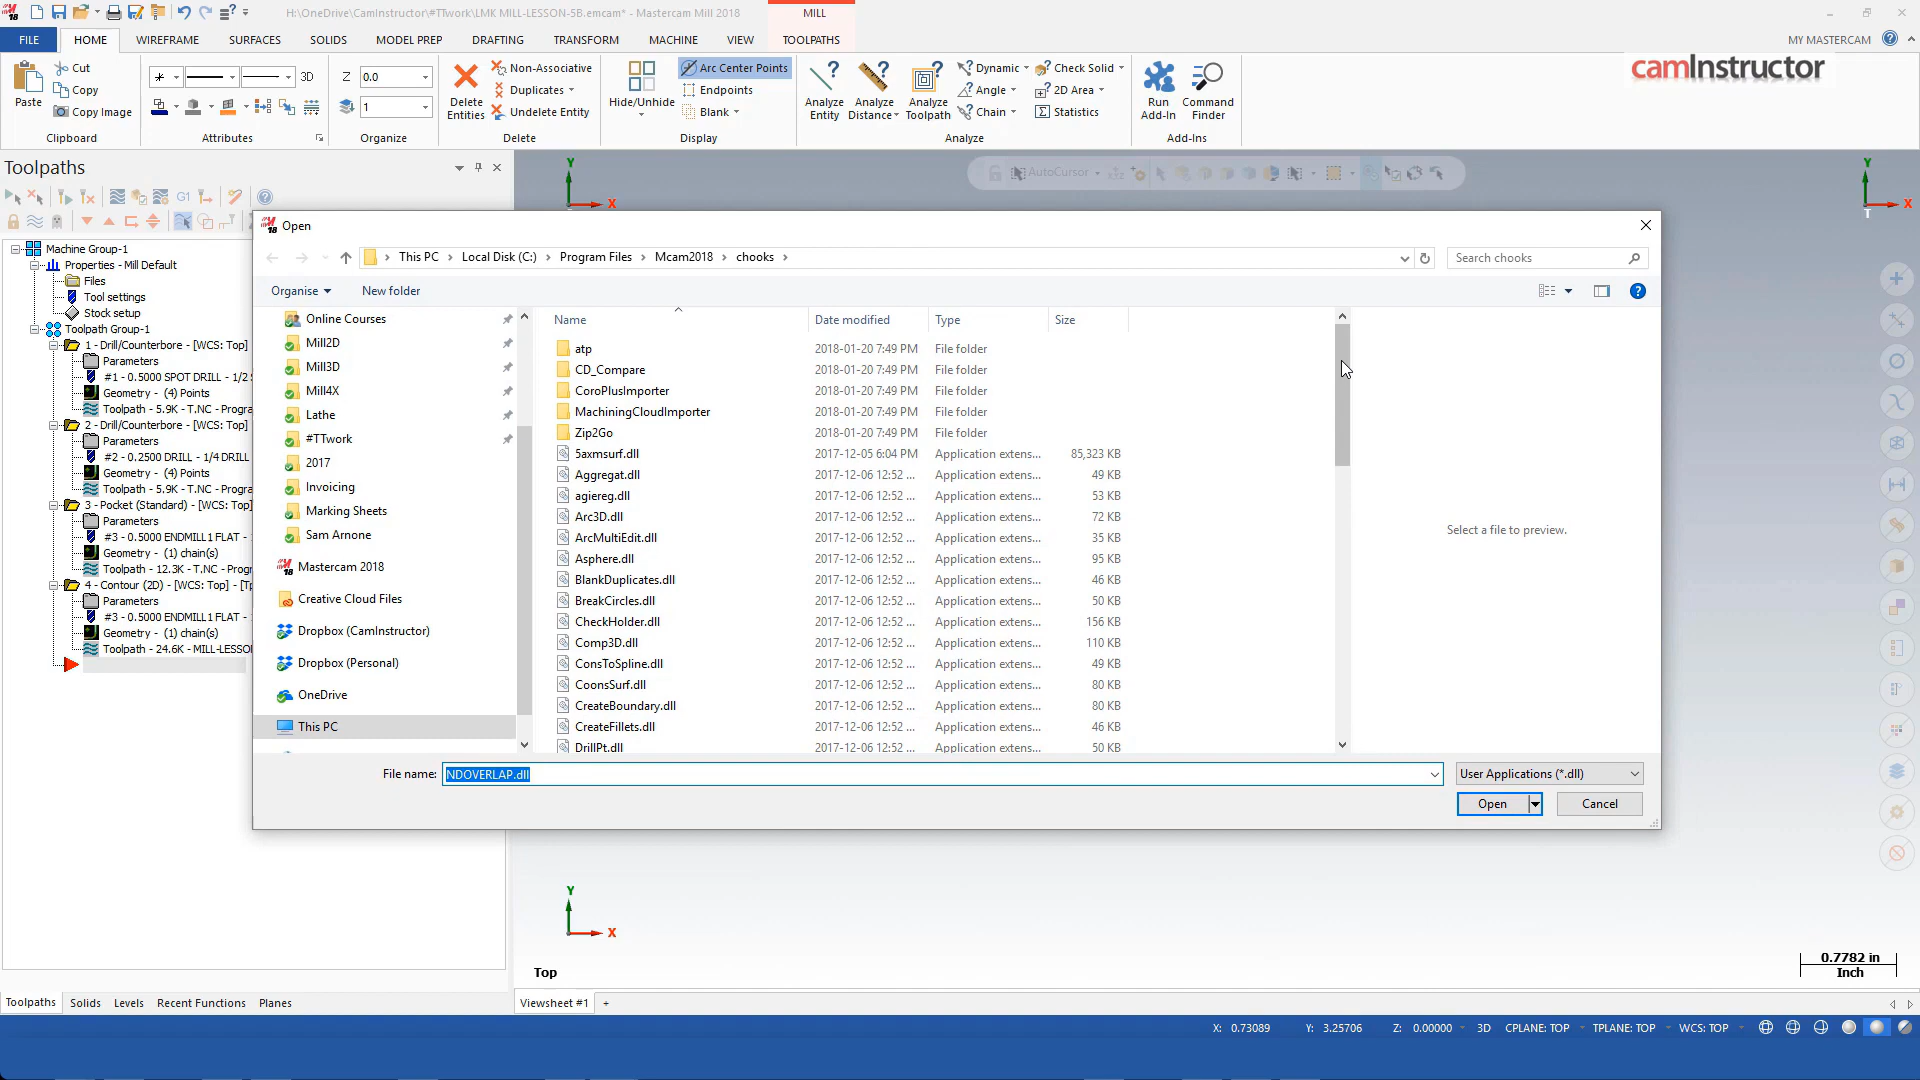 H:\OneDrive\CamInstructor\#TTwork\LMK MILL-LESSON-5B.emcam* - Mastercam Mill 2018
MILL
FILE
HOME
WIREFRAME
SURFACES
SOLIDS
MODEL PREP
DRAFTING
TRANSFORM
MACHINE
VIEW
TOOLPATHS
MY MASTERCAM
Paste
Cut
Copy
Copy Image
Clipboard
3D
Attributes
Z 0.0
1
Organize
Delete
Entities
Non-Associative
Duplicates
Undelete Entity
Delete
Hide/Unhide
Arc Center Points
Endpoints
Blank
Display
Analyze
Entity
Analyze
Distance
Analyze
Toolpath
Dynamic
Angle
Chain
Check Solid
2D Area
Statistics
Analyze
Run
Add-In
Command
Finder
Add-Ins
camInstructor
Toolpaths
G1
AutoCursor
Machine Group-1
Properties - Mill Default
Files
Tool settings
Stock setup
Toolpath Group-1
1 - Drill/Counterbore - [WCS: Top]
Parameters
#1 - 0.5000 SPOT DRILL - 1/2
Geometry - (4) Points
Toolpath - 5.9K - T.NC - Progra
2 - Drill/Counterbore - [WCS: Top]
Parameters
#2 - 0.2500 DRILL - 1/4 DRILL
Geometry - (4) Points
Toolpath - 5.9K - T.NC - Progra
3 - Pocket (Standard) - [WCS: Top]
Parameters
#3 - 0.5000 ENDMILL1 FLAT -
Geometry - (1) chain(s)
Toolpath - 12.3K - T.NC - Progr
4 - Contour (2D) - [WCS: Top] - [Tp
Parameters
#3 - 0.5000 ENDMILL1 FLAT -
Geometry - (1) chain(s)
Toolpath - 24.6K - MILL-LESSO
Open
This PC
Local Disk (C:)
Program Files
Mcam2018
chooks
Search chooks
Organise
New folder
Online Courses
Mill2D
Mill3D
Mill4X
Lathe
#TTwork
2017
Invoicing
Marking Sheets
Sam Arnone
Mastercam 2018
Creative Cloud Files
Dropbox (CamInstructor)
Dropbox (Personal)
OneDrive
This PC
Name Date modified Type Size
atp 2018-01-20 7:49 PM File folder
CD_Compare 2018-01-20 7:49 PM File folder
CoroPlusImporter 2018-01-20 7:49 PM File folder
MachiningCloudImporter 2018-01-20 7:49 PM File folder
Zip2Go 2018-01-20 7:49 PM File folder
5axmsurf.dll 2017-12-05 6:04 PM Application extens... 85,323 KB
Aggregat.dll 2017-12-06 12:52 ... Application extens... 49 KB
agiereg.dll 2017-12-06 12:52 ... Application extens... 53 KB
Arc3D.dll 2017-12-06 12:52 ... Application extens... 72 KB
ArcMultiEdit.dll 2017-12-06 12:52 ... Application extens... 35 KB
Asphere.dll 2017-12-06 12:52 ... Application extens... 95 KB
BlankDuplicates.dll 2017-12-06 12:52 ... Application extens... 46 KB
BreakCircles.dll 2017-12-06 12:52 ... Application extens... 50 KB
CheckHolder.dll 2017-12-06 12:52 ... Application extens... 156 KB
Comp3D.dll 2017-12-06 12:52 ... Application extens... 110 KB
ConsToSpline.dll 2017-12-06 12:52 ... Application extens... 49 KB
CoonsSurf.dll 2017-12-06 12:52 ... Application extens... 80 KB
CreateBoundary.dll 2017-12-06 12:52 ... Application extens... 80 KB
CreateFillets.dll 2017-12-06 12:52 ... Application extens... 46 KB
DrillPt.dll 2017-12-06 12:52 ... Application extens... 50 KB
Select a file to preview.
File name: NDOVERLAP.dll
User Applications (*.dll)
Open
Cancel
Y
X
Y
X
T
Y
X
Top
0.7782 in
Inch
Toolpaths
Solids
Levels
Recent Functions
Planes
Viewsheet #1
+
X: 0.73089
Y: 3.25706
Z: 0.00000
3D
CPLANE: TOP
TPLANE: TOP
WCS: TOP